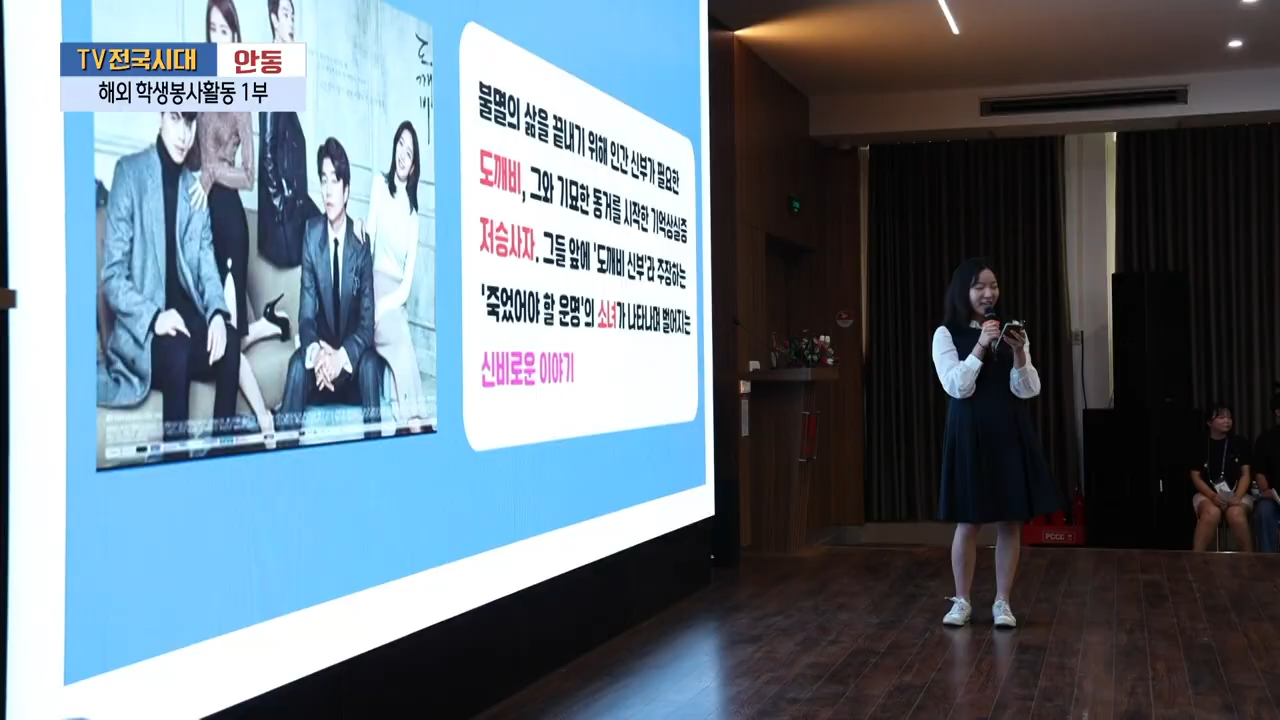 TV전국시대 안동
해외 학생봉사활동 1부
도깨비
불멸의 삶을 끝내기 위해 인간 신부가 필요한
도깨비, 그와 기묘한 동거를 시작한 기억상실증
저승사자. 그들 앞에 '도깨비 신부'라 주장하는
'죽었어야 할 운명'의 소녀가 나타나며 벌어지는
신비로운 이야기
PCCC